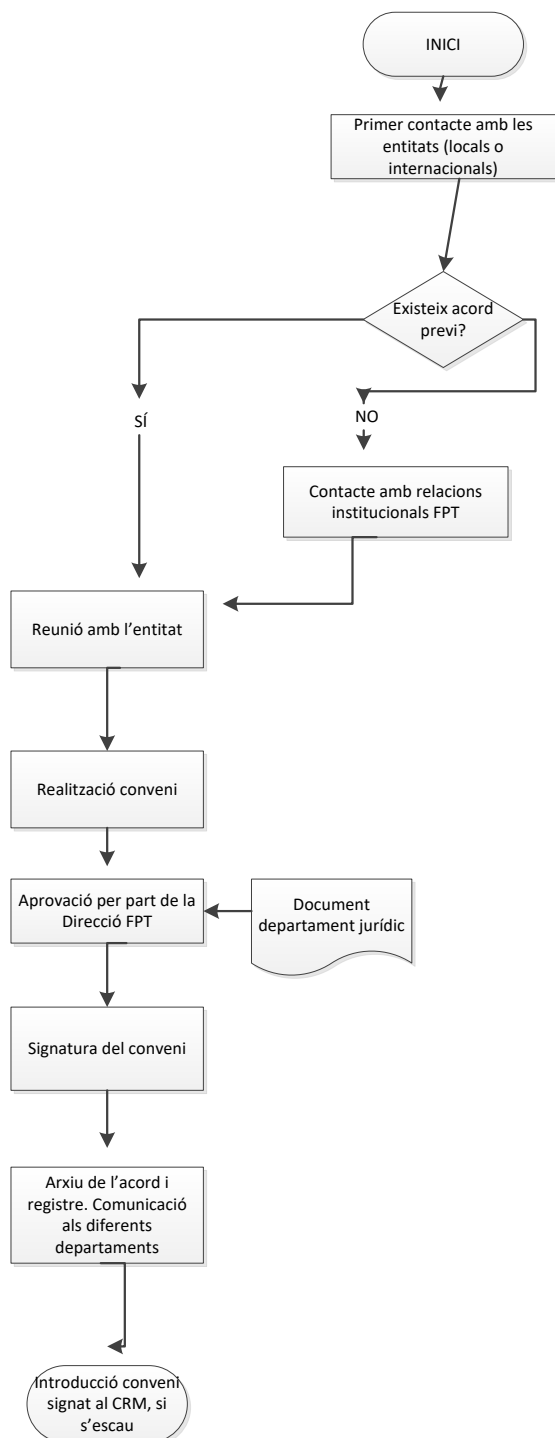 INICI
Primer contacte amb les
entitats (locals o
internacionals)
Existeix acord
previ?
SÍ
NO
Contacte amb relacions
institucionals FPT
Reunió amb l’entitat
Realització conveni
Aprovació per part de la
Direcció FPT
Document
departament jurídic
Signatura del conveni
Arxiu de l’acord i
registre. Comunicació
als diferents
departaments
Introducció conveni
signat al CRM, si
s’escau